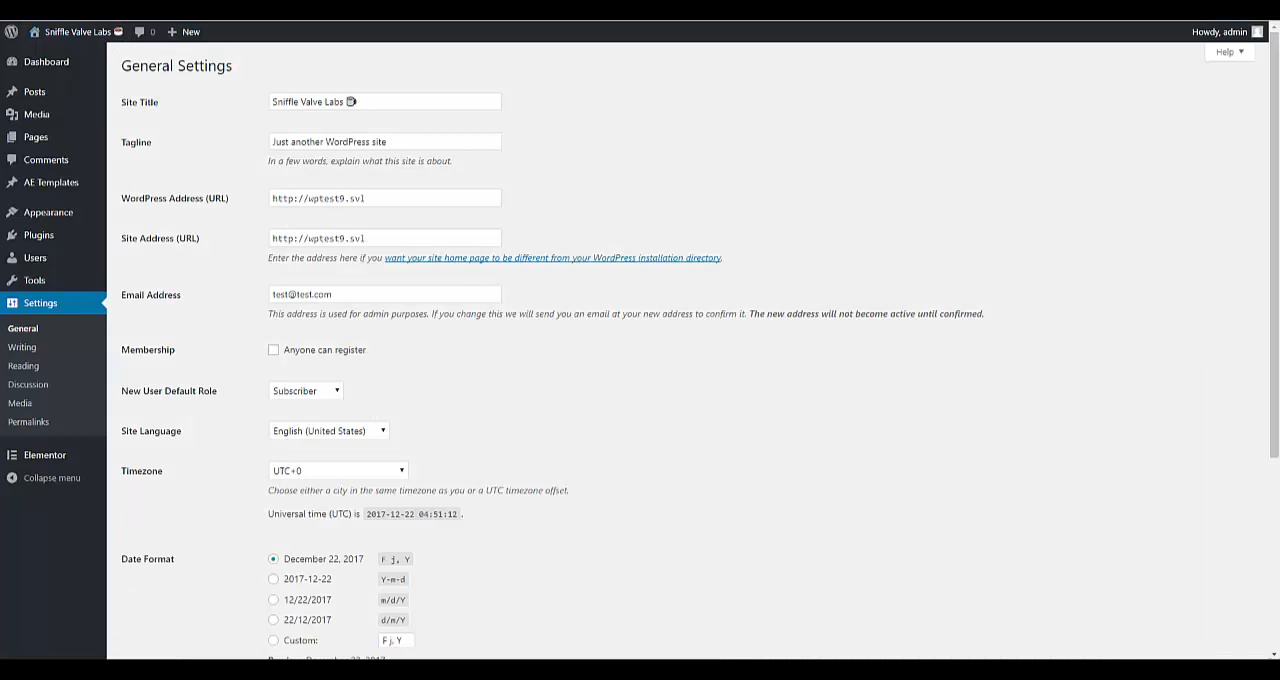 Sniffle Valve Labs 0 New Howdy, admin
Help
Dashboard
Posts
Media
Pages
Comments
AE Templates
Appearance
Plugins
Users
Tools
Settings
General
Writing
Reading
Discussion
Media
Permalinks
Elementor
Collapse menu
General Settings
Site Title Sniffle Valve Labs
Tagline Just another WordPress site
In a few words, explain what this site is about.
WordPress Address (URL) http://wptest9.svl
Site Address (URL) http://wptest9.svl
Enter the address here if you want your site home page to be different from your WordPress installation directory.
Email Address test@test.com
This address is used for admin purposes. If you change this we will send you an email at your new address to confirm it. The new address will not become active until confirmed.
Membership Anyone can register
New User Default Role Subscriber
Site Language English (United States)
Timezone UTC+0
Choose either a city in the same timezone as you or a UTC timezone offset.
Universal time (UTC) is 2017-12-22 04:51:12 .
Date Format December 22, 2017 F j, Y
2017-12-22 Y-m-d
12/22/2017 m/d/Y
22/12/2017 d/m/Y
Custom: F j, Y